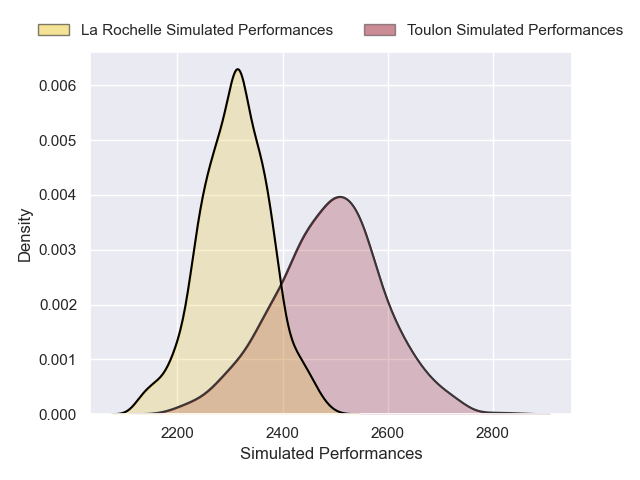 La Rochelle Simulated Performances Toulon Simulated Performances
0.006
0.005
0.004
0.003
0.002
0.001
0.000
Density
2200 2400 2600 2800
Simulated Performances